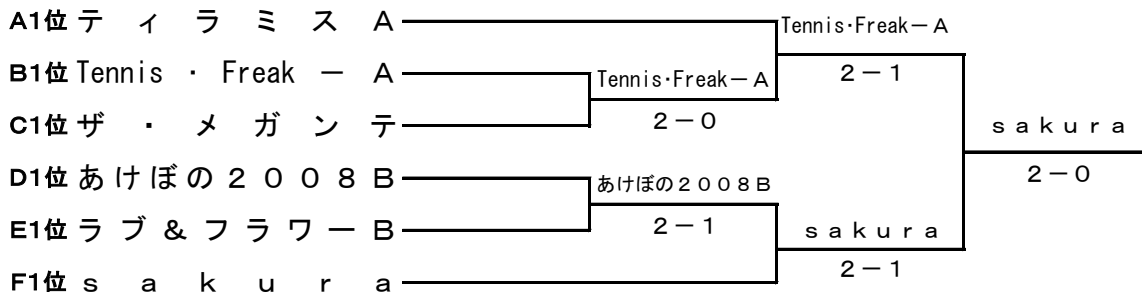 A1位 ティラミスA
Tennis・Freak－A
B1位 Tennis・Freak－A
Tennis・Freak－A
2－1
C1位 ザ・メガンテ
2－0
sakura
D1位 あけぼの2008B
あけぼの2008B
2－0
E1位 ラブ&フラワーB
2－1
sakura
F1位 sakura
2－1